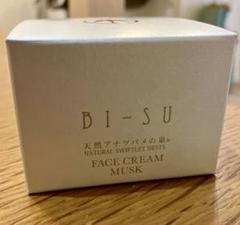 BI-SU
天然アナツバメの巣®
NATURAL SWIFTLET NESTS
FACE CREAM
MUSK